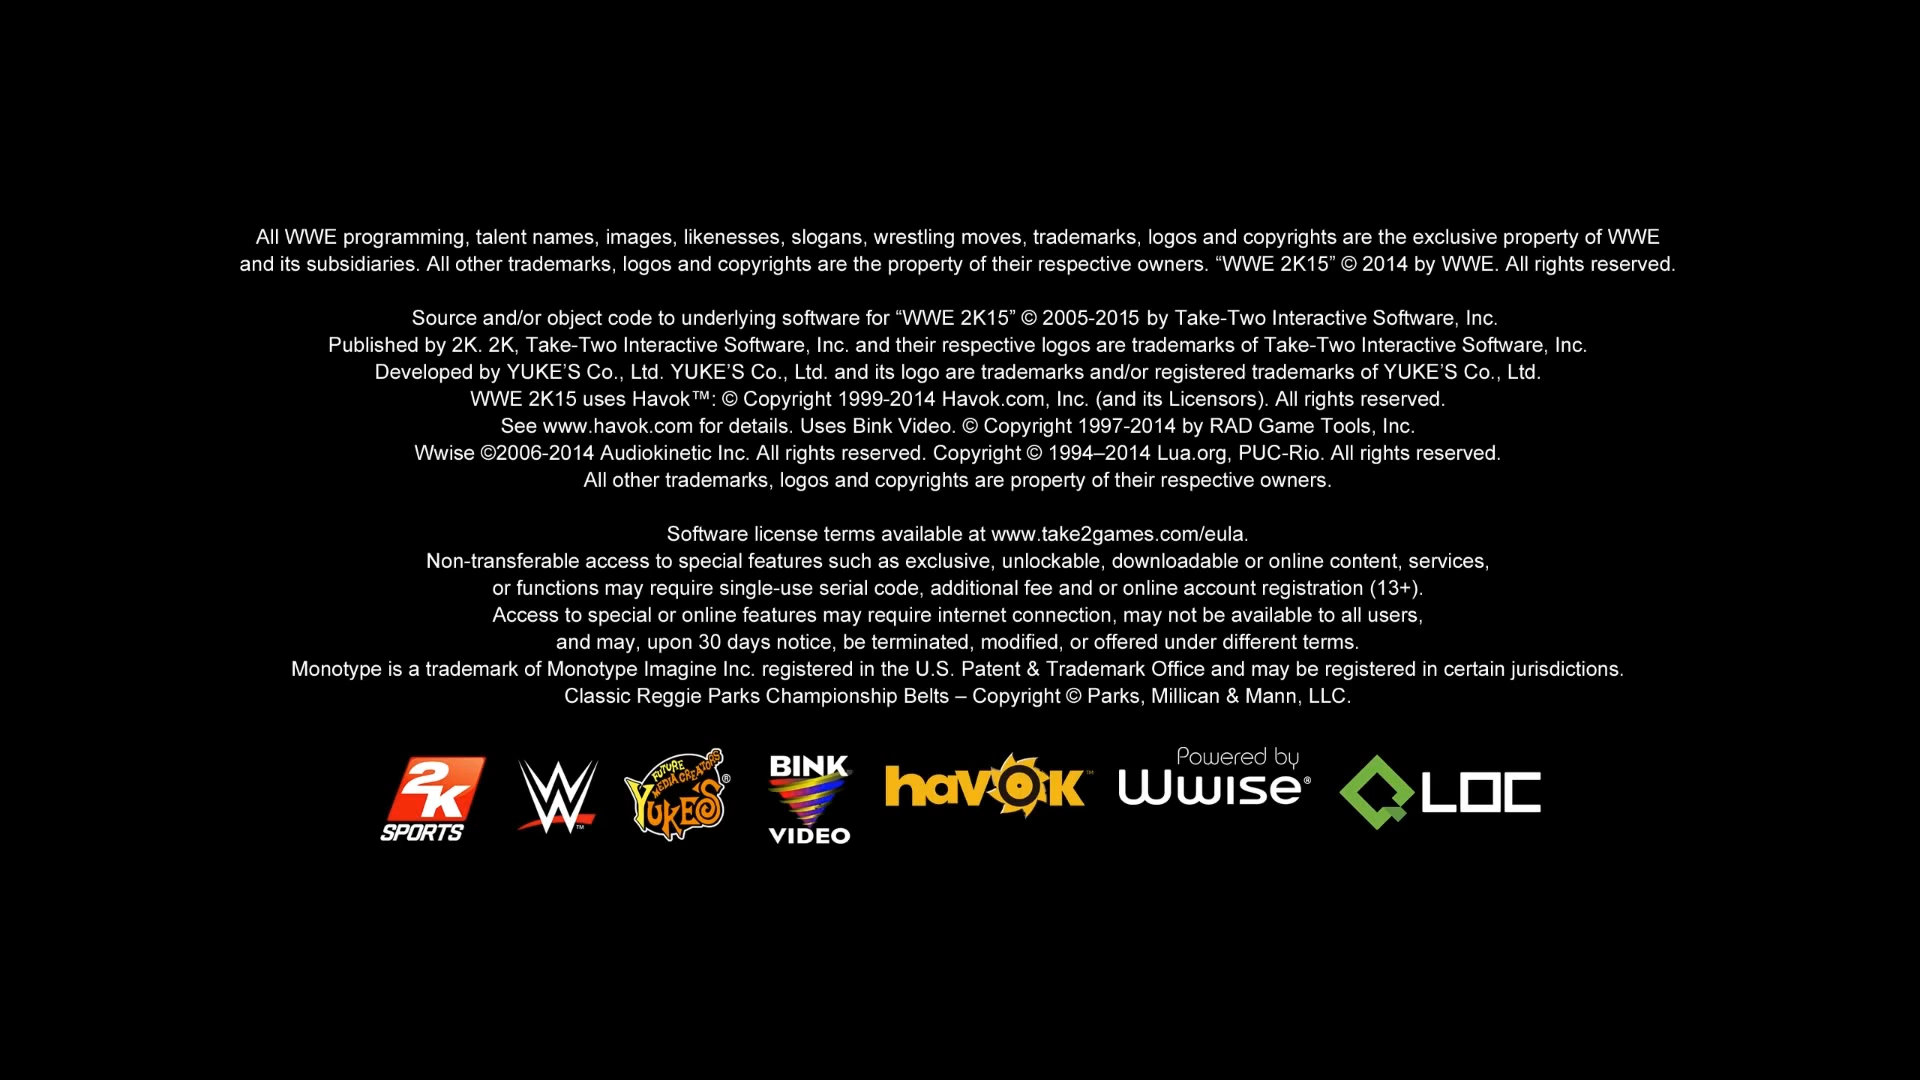 All WWE programming, talent names, images, likenesses, slogans, wrestling moves, trademarks, logos and copyrights are the exclusive property of WWE
and its subsidiaries. All other trademarks, logos and copyrights are the property of their respective owners. “WWE 2K15” © 2014 by WWE. All rights reserved.
Source and/or object code to underlying software for “WWE 2K15” © 2005-2015 by Take-Two Interactive Software, Inc.
Published by 2K. 2K, Take-Two Interactive Software, Inc. and their respective logos are trademarks of Take-Two Interactive Software, Inc.
Developed by YUKE’S Co., Ltd. YUKE’S Co., Ltd. and its logo are trademarks and/or registered trademarks of YUKE’S Co., Ltd.
WWE 2K15 uses Havok™: © Copyright 1999-2014 Havok.com, Inc. (and its Licensors). All rights reserved.
See www.havok.com for details. Uses Bink Video. © Copyright 1997-2014 by RAD Game Tools, Inc.
Wwise ©2006-2014 Audiokinetic Inc. All rights reserved. Copyright © 1994–2014 Lua.org, PUC-Rio. All rights reserved.
All other trademarks, logos and copyrights are property of their respective owners.
Software license terms available at www.take2games.com/eula.
Non-transferable access to special features such as exclusive, unlockable, downloadable or online content, services,
or functions may require single-use serial code, additional fee and or online account registration (13+).
Access to special or online features may require internet connection, may not be available to all users,
and may, upon 30 days notice, be terminated, modified, or offered under different terms.
Monotype is a trademark of Monotype Imagine Inc. registered in the U.S. Patent & Trademark Office and may be registered in certain jurisdictions.
Classic Reggie Parks Championship Belts – Copyright © Parks, Millican & Mann, LLC.
2K
SPORTS
W™
FUTURE
MEDIA CREATORS
YUKE'S®
BINK
VIDEO
havok™
Powered by
Wwise®
QLOC